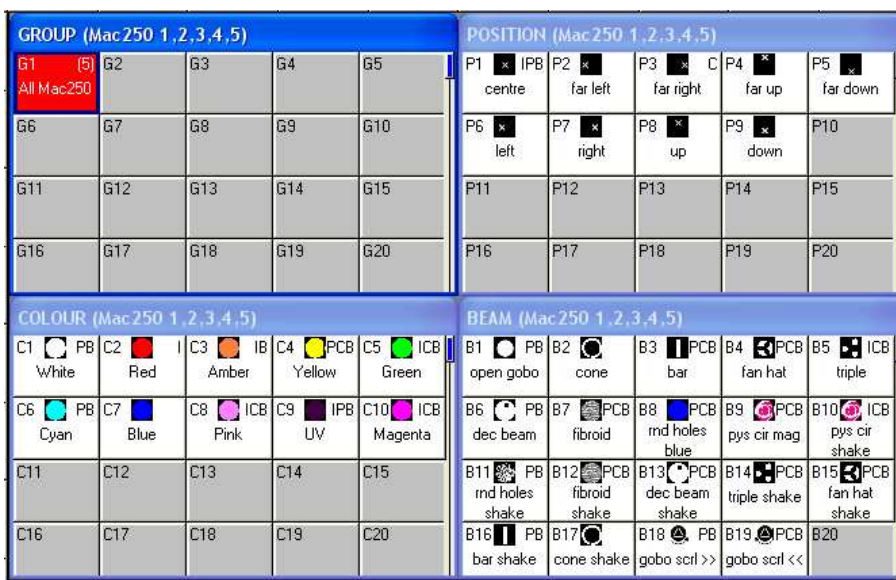 GROUP (Mac250 1,2,3,4,5)
G1 (5) G2 G3 G4 G5
All Mac250
G6 G7 G8 G9 G10
G11 G12 G13 G14 G15
G16 G17 G18 G19 G20
POSITION (Mac250 1,2,3,4,5)
P1 IPB P2 P3 C P4 P5
centre far left far right far up far down
P6 P7 P8 P9 P10
left right up down
P11 P12 P13 P14 P15
P16 P17 P18 P19 P20
COLOUR (Mac250 1,2,3,4,5)
C1 PB C2 I C3 IB C4 PCB C5 ICB
White Red Amber Yellow Green
C6 PB C7 C8 ICB C9 IPB C10 ICB
Cyan Blue Pink UV Magenta
C11 C12 C13 C14 C15
C16 C17 C18 C19 C20
BEAM (Mac250 1,2,3,4,5)
B1 PB B2 B3 PCB B4 PCB B5 ICB
open gobo cone bar fan hat triple
B6 PB B7 PCB B8 PCB B9 PCB B10 ICB
dec beam fibroid rnd holes blue pys cir mag pys cir shake
B11 PB B12 PCB B13 PCB B14 PCB B15 PCB
rnd holes shake fibroid shake dec beam shake triple shake fan hat shake
B16 PB B17 B18 PB B19 PCB B20
bar shake cone shake gobo scrl >> gobo scrl <<